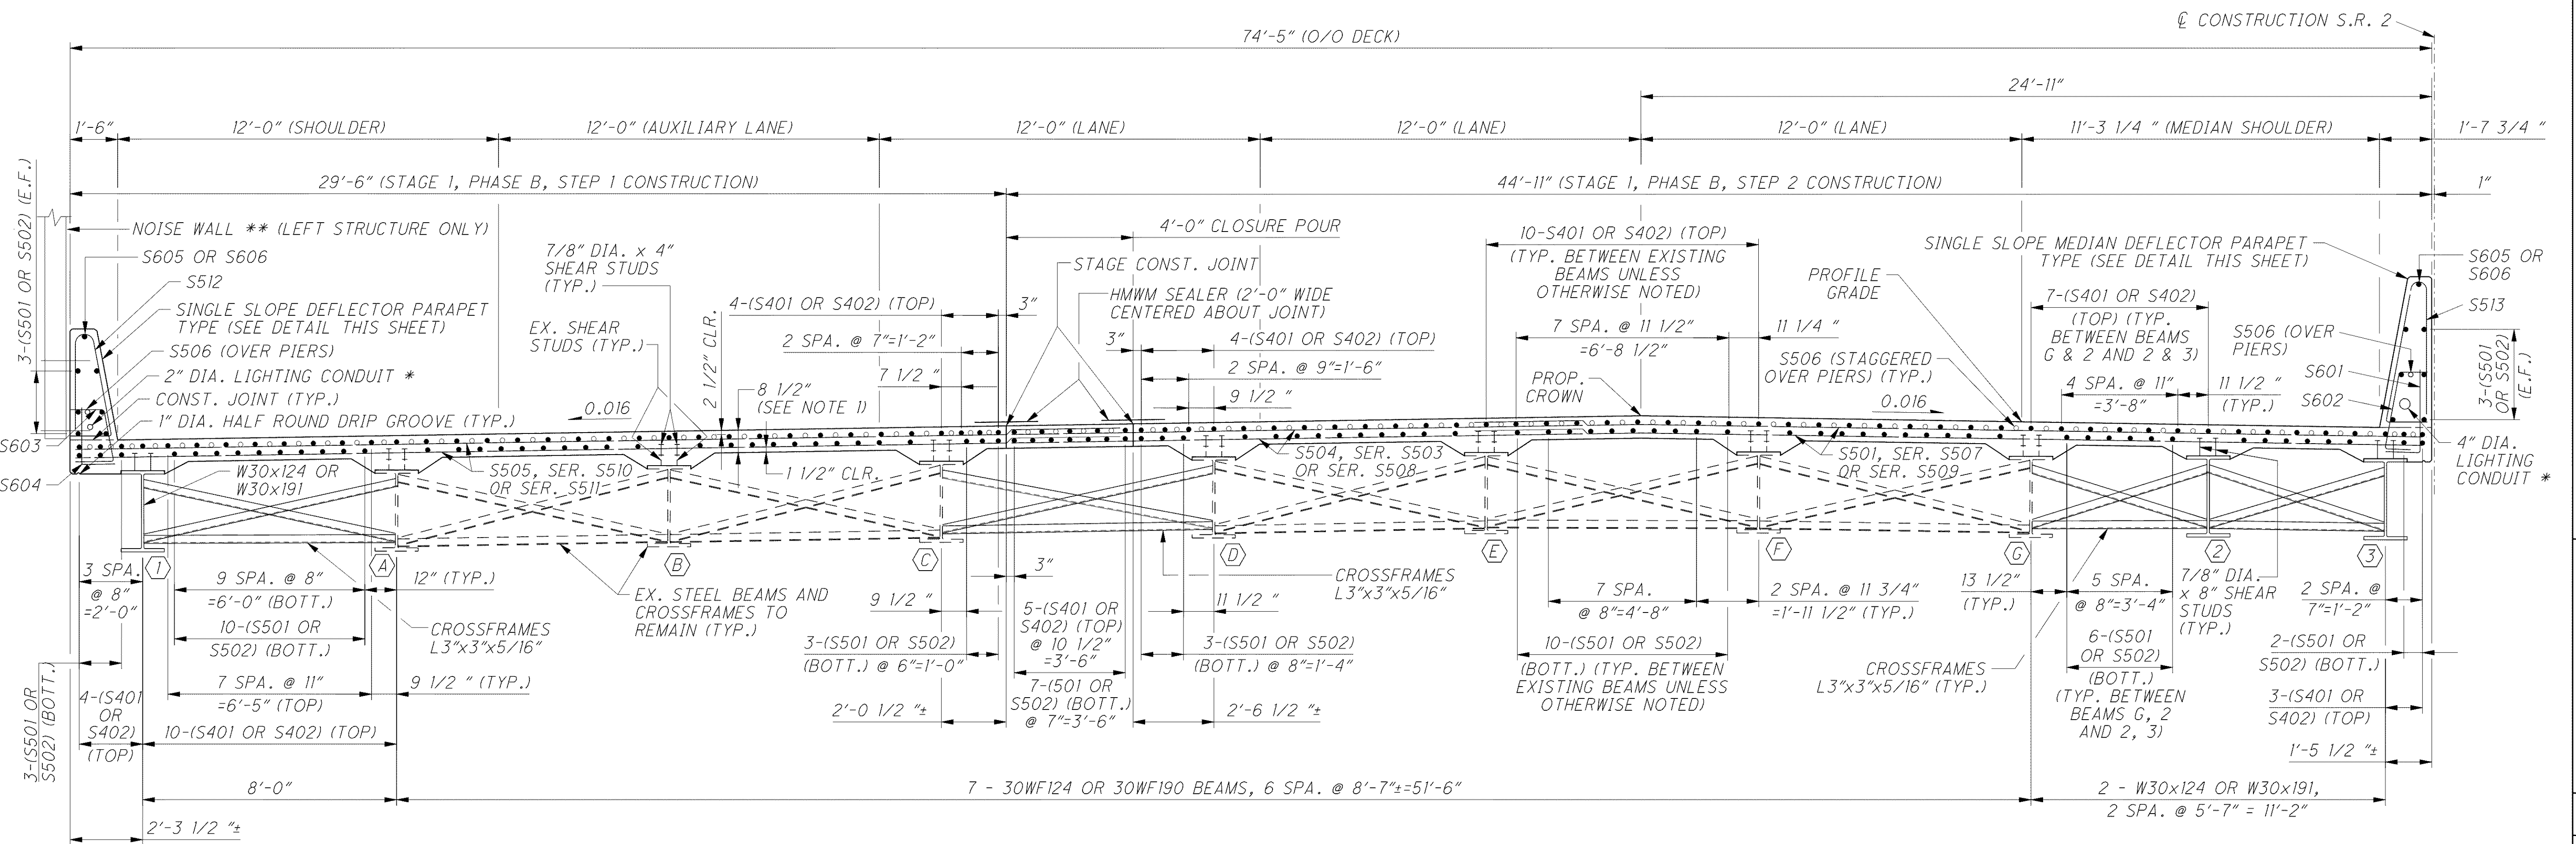 ℄ CONSTRUCTION S.R. 2
74'-5" (O/O DECK)
24'-11"
1'-6"
12'-0" (SHOULDER)
12'-0" (AUXILIARY LANE)
12'-0" (LANE)
12'-0" (LANE)
12'-0" (LANE)
11'-3 1/4 " (MEDIAN SHOULDER)
1'-7 3/4 "
29'-6" (STAGE 1, PHASE B, STEP 1 CONSTRUCTION)
44'-11" (STAGE 1, PHASE B, STEP 2 CONSTRUCTION)
1"
3-(S501 OR S502) (E.F.)
NOISE WALL ** (LEFT STRUCTURE ONLY)
S605 OR S606
S512
SINGLE SLOPE DEFLECTOR PARAPET
TYPE (SEE DETAIL THIS SHEET)
S506 (OVER PIERS)
2" DIA. LIGHTING CONDUIT *
CONST. JOINT (TYP.)
1" DIA. HALF ROUND DRIP GROOVE (TYP.)
S603
S604
7/8" DIA. x 4"
SHEAR STUDS
(TYP.)
EX. SHEAR
STUDS (TYP.)
0.016
2 1/2" CLR.
8 1/2"
(SEE NOTE 1)
1 1/2" CLR.
4-(S401 OR S402) (TOP)
3"
2 SPA. @ 7"=1'-2"
7 1/2 "
4'-0" CLOSURE POUR
STAGE CONST. JOINT
HMWM SEALER (2'-0" WIDE
CENTERED ABOUT JOINT)
3"
4-(S401 OR S402) (TOP)
2 SPA. @ 9"=1'-6"
9 1/2 "
10-S401 OR S402) (TOP)
(TYP. BETWEEN EXISTING
BEAMS UNLESS
OTHERWISE NOTED)
7 SPA. @ 11 1/2"
=6'-8 1/2"
11 1/4 "
PROP.
CROWN
PROFILE
GRADE
S506 (STAGGERED
OVER PIERS) (TYP.)
0.016
SINGLE SLOPE MEDIAN DEFLECTOR PARAPET
TYPE (SEE DETAIL THIS SHEET)
7-(S401 OR S402)
(TOP) (TYP.
BETWEEN BEAMS
G & 2 AND 2 & 3)
4 SPA. @ 11"
=3'-8"
11 1/2 "
(TYP.)
S506 (OVER
PIERS)
S601
S602
S605 OR
S606
S513
3-(S501
OR S502)
(E.F.)
4" DIA.
LIGHTING
CONDUIT *
W30x124 OR
W30x191
S505, SER. S510
OR SER. S511
S504, SER. S503
OR SER. S508
S501, SER. S507
OR SER. S509
1
A
B
C
D
E
F
G
2
3
3 SPA.
@ 8"
=2'-0"
9 SPA. @ 8"
=6'-0" (BOTT.)
12" (TYP.)
10-(S501 OR
S502) (BOTT.)
CROSSFRAMES
L3"x3"x5/16"
7 SPA. @ 11"
=6'-5" (TOP)
9 1/2 " (TYP.)
3-(S501 OR
S502) (BOTT.)
4-(S401
OR
S402)
(TOP)
10-(S401 OR S402) (TOP)
EX. STEEL BEAMS AND
CROSSFRAMES TO
REMAIN (TYP.)
9 1/2 "
3-(S501 OR S502)
(BOTT.) @ 6"=1'-0"
3"
5-(S401 OR
S402) (TOP)
@ 10 1/2"
=3'-6"
7-(501 OR
S502) (BOTT.)
@ 7"=3'-6"
2'-0 1/2 "±
CROSSFRAMES
L3"x3"x5/16"
11 1/2 "
3-(S501 OR S502)
(BOTT.) @ 8"=1'-4"
2'-6 1/2 "±
7 SPA.
@ 8"=4'-8"
2 SPA. @ 11 3/4"
=1'-11 1/2" (TYP.)
10-(S501 OR S502)
(BOTT.) (TYP. BETWEEN
EXISTING BEAMS UNLESS
OTHERWISE NOTED)
CROSSFRAMES
L3"x3"x5/16" (TYP.)
13 1/2"
(TYP.)
5 SPA.
@ 8"=3'-4"
6-(S501
OR S502)
(BOTT.)
(TYP. BETWEEN
BEAMS G, 2
AND 2, 3)
7/8" DIA.
x 8" SHEAR
STUDS
(TYP.)
2 SPA. @
7"=1'-2"
2-(S501 OR
S502) (BOTT.)
3-(S401 OR
S402) (TOP)
1'-5 1/2 "±
8'-0"
7 - 30WF124 OR 30WF190 BEAMS, 6 SPA. @ 8'-7"±=51'-6"
2 - W30x124 OR W30x191,
2 SPA. @ 5'-7" = 11'-2"
2'-3 1/2 "±